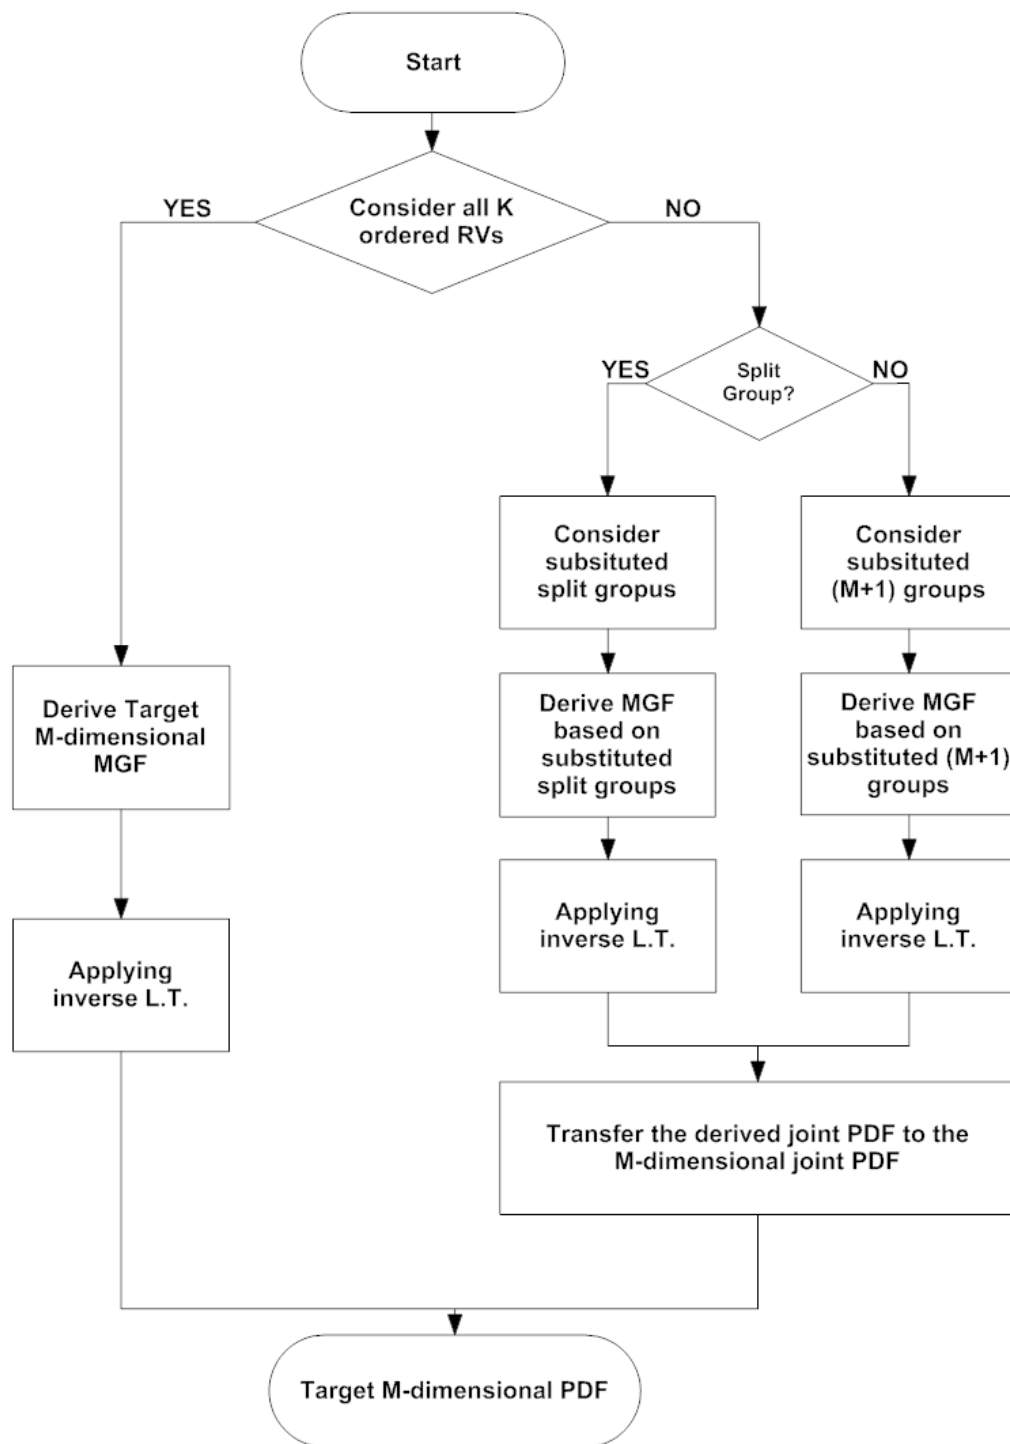 Start
Consider all K
ordered RVs
YES
NO
Split
Group?
YES
NO
Consider
subsituted
split gropus
Consider
subsituted
(M+1) groups
Derive Target
M-dimensional
MGF
Derive MGF
based on
substituted
split groups
Derive MGF
based on
substituted (M+1)
groups
Applying
inverse L.T.
Applying
inverse L.T.
Applying
inverse L.T.
Transfer the derived joint PDF to the
M-dimensional joint PDF
Target M-dimensional PDF